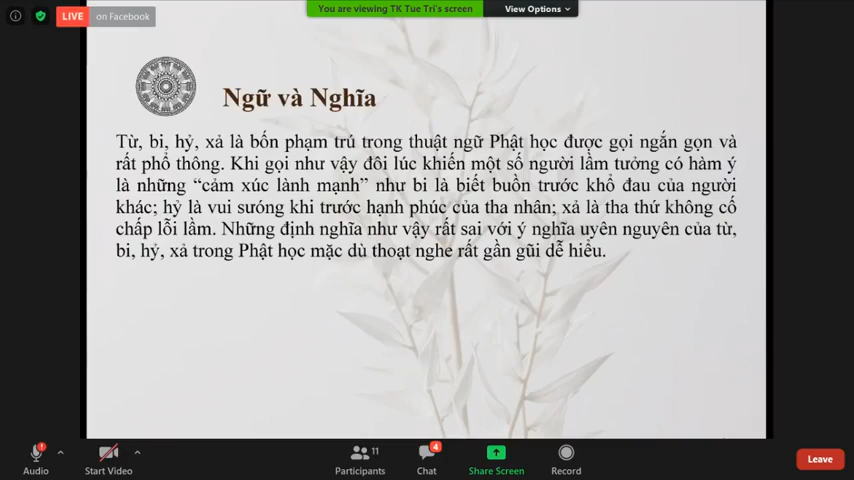 LIVE on Facebook
You are viewing TK Tue Tri's screen
View Options
Ngữ và Nghĩa
Từ, bi, hỷ, xả là bốn phạm trú trong thuật ngữ Phật học được gọi ngắn gọn và
rất phổ thông. Khi gọi như vậy đôi lúc khiến một số người lầm tưởng có hàm ý
là những “cảm xúc lành mạnh” như bi là biết buồn trước khổ đau của người
khác; hỷ là vui sướng khi trước hạnh phúc của tha nhân; xả là tha thứ không cố
chấp lỗi lầm. Những định nghĩa như vậy rất sai với ý nghĩa uyên nguyên của từ,
bi, hỷ, xả trong Phật học mặc dù thoạt nghe rất gần gũi dễ hiểu.
Audio
Start Video
11
Participants
4
Chat
Share Screen
Record
Leave